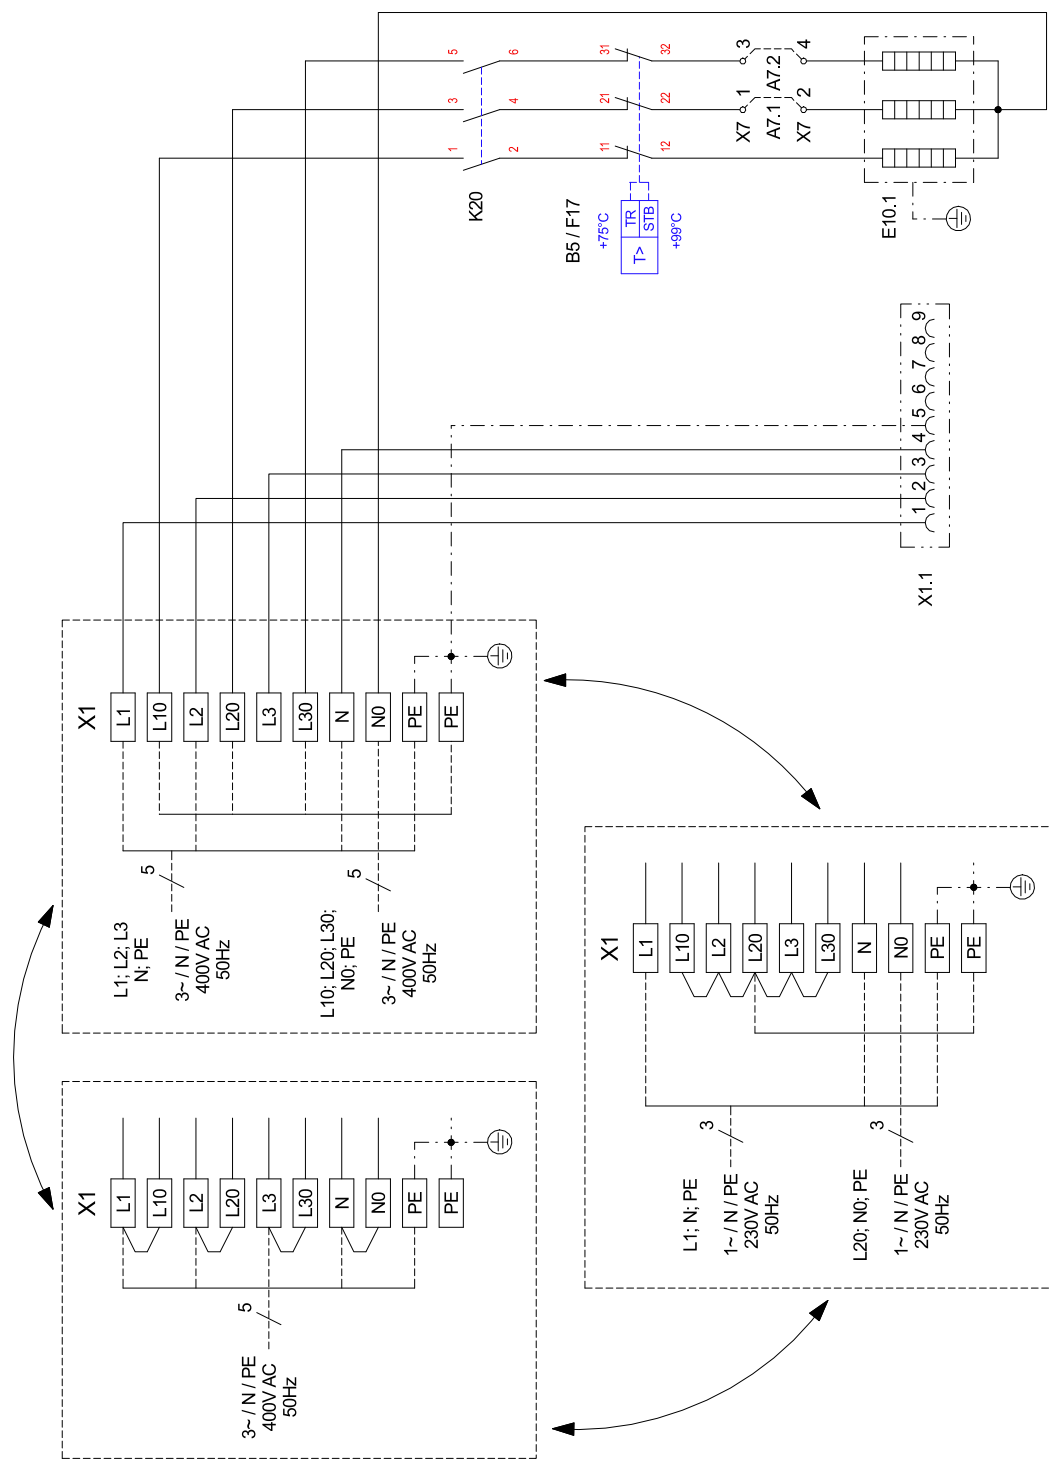 X1
L1
L10
L2
L20
L3
L30
N
N0
PE
PE
5
3~ / N / PE
400V AC
50Hz
X1
L1
L10
L2
L20
L3
L30
N
N0
PE
PE
5
L1; L2; L3
N; PE
3~ / N / PE
400V AC
50Hz
5
L10; L20; L30;
N0; PE
3~ / N / PE
400V AC
50Hz
X1
L1
L10
L2
L20
L3
L30
N
N0
PE
PE
3
L1; N; PE
1~ / N / PE
230V AC
50Hz
3
L20; N0; PE
1~ / N / PE
230V AC
50Hz
5
6
3
4
1
2
K20
31
32
21
22
11
12
B5 / F17
+75°C
TR
STB
T>
+99°C
3
A7.2
4
X7
1
A7.1
X7
2
E10.1
X1.1
1
2
3
4
5
6
7
8
9